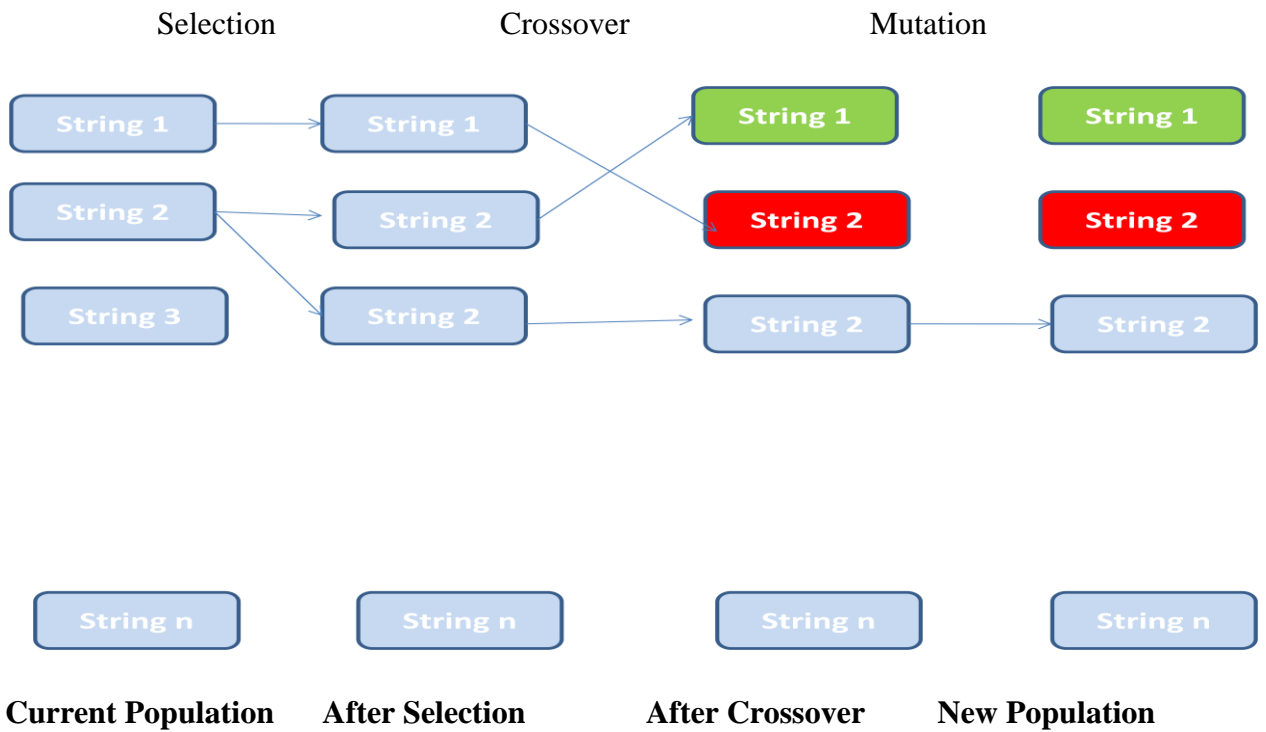 Selection Crossover Mutation
String 1 String 1 String 1 String 1
String 2 String 2 String 2 String 2
String 3 String 2 String 2 String 2
String n String n String n String n
Current Population After Selection After Crossover New Population